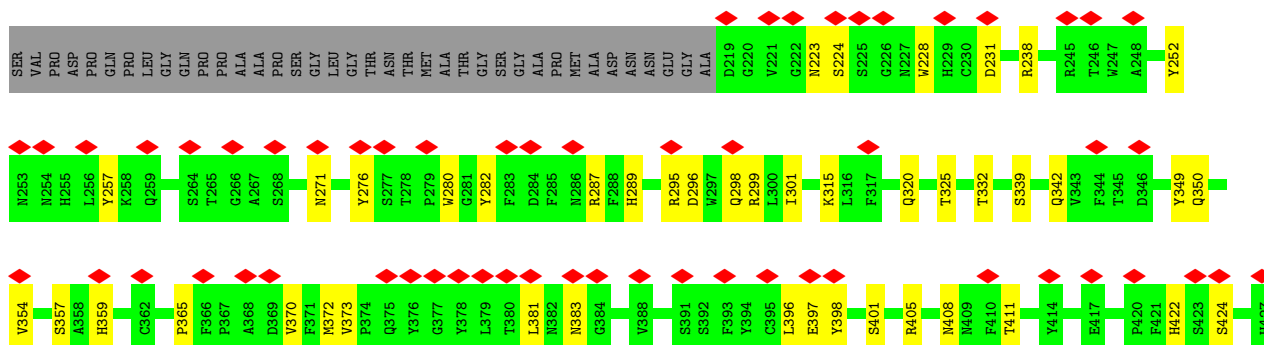 SER VAL PRO ASP PRO GLN PRO LEU GLY GLN PRO PRO ALA ALA PRO SER GLY LEU GLY THR ASN THR MET ALA THR GLY SER GLY ALA PRO MET ALA ASP ASN ASN GLU GLY ALA D219 G220 V221 G222 N223 S224 S225 G226 N227 W228 H229 C230 D231 R238 R245 T246 W247 A248 Y252
N253 N254 H255 L256 Y257 K258 Q259 S264 T265 G266 A267 S268 N271 Y276 S277 T278 P279 W280 G281 Y282 F283 D284 F285 N286 R287 F288 H289 R295 D296 W297 Q298 R299 L300 I301 K315 L316 F317 Q320 T325 T332 S339 Q342 V343 F344 T345 D346 Y349 Q350
V354 S357 A358 H359 C362 P365 F366 P367 A368 D369 V370 F371 M372 V373 P374 Q375 Y376 G377 Y378 L379 T380 L381 N382 N383 G384 V388 S391 S392 F393 Y394 C395 L396 E397 Y398 S401 R405 N408 N409 F410 T411 Y414 E417 P420 F421 H422 S423 S424